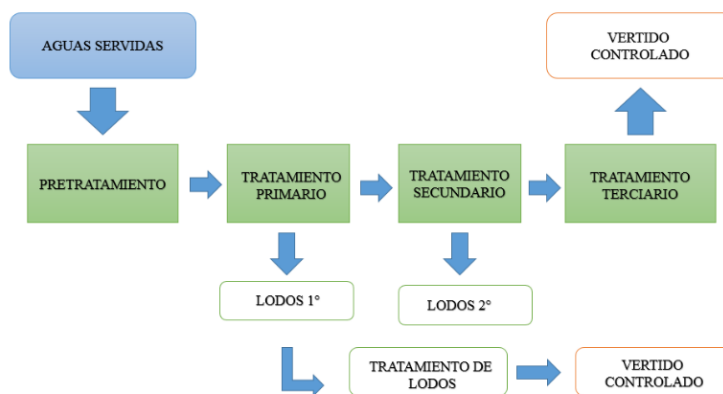 AGUAS SERVIDAS
VERTIDO
CONTROLADO
PRETRATAMIENTO
TRATAMIENTO
PRIMARIO
TRATAMIENTO
SECUNDARIO
TRATAMIENTO
TERCIARIO
LODOS 1°
LODOS 2°
TRATAMIENTO DE
LODOS
VERTIDO
CONTROLADO